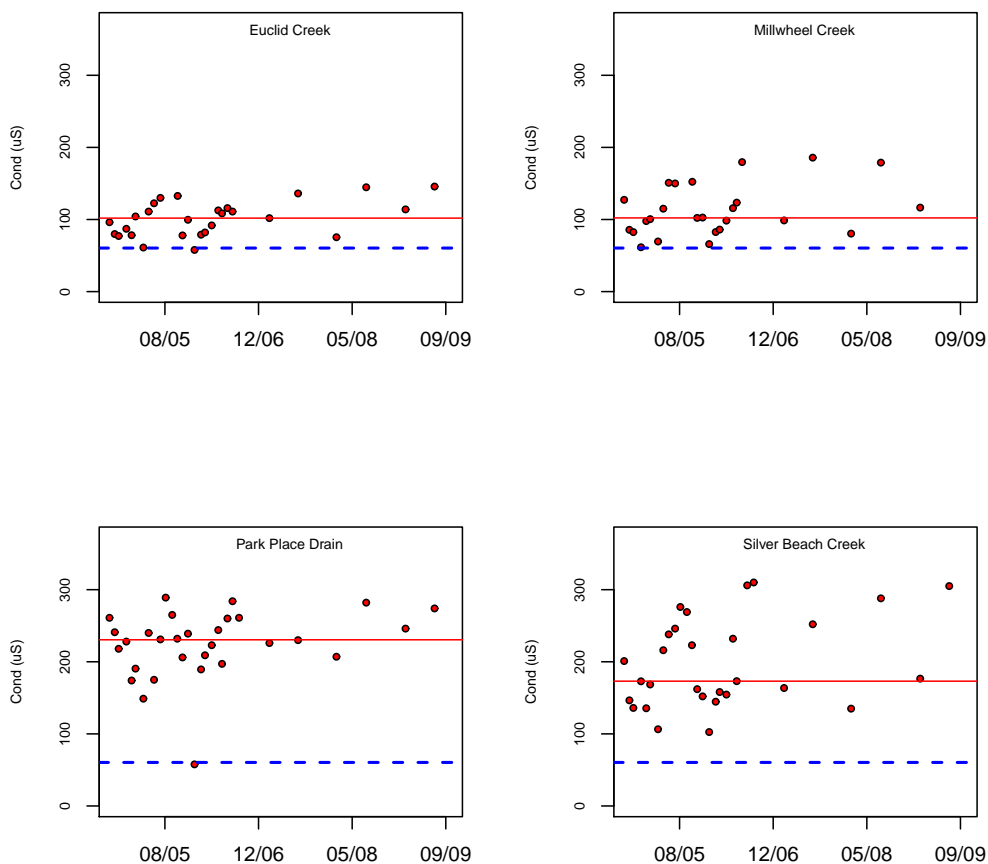 Euclid Creek
Cond (uS)
300
200
100
0
08/05 12/06 05/08 09/09
Millwheel Creek
Cond (uS)
300
200
100
0
08/05 12/06 05/08 09/09
Park Place Drain
Cond (uS)
300
200
100
0
08/05 12/06 05/08 09/09
Silver Beach Creek
Cond (uS)
300
200
100
0
08/05 12/06 05/08 09/09